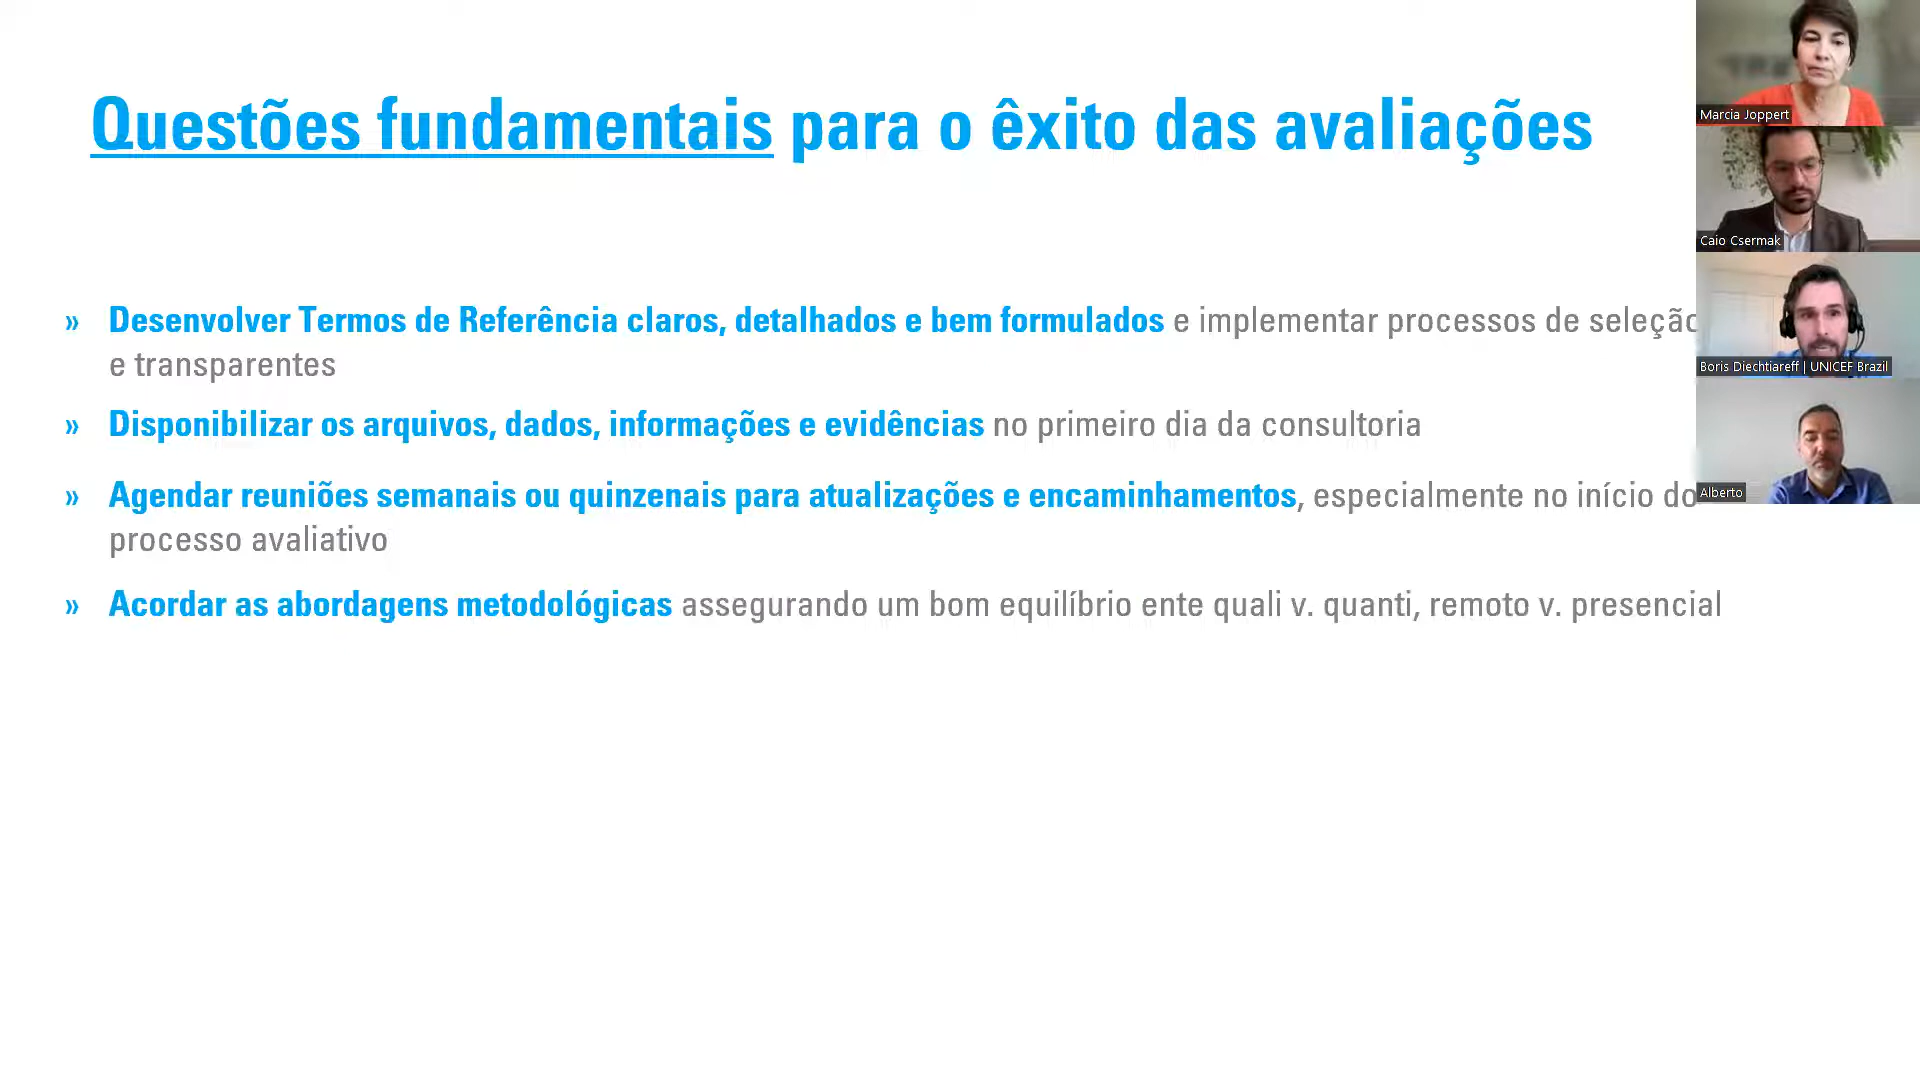 Questões fundamentais para o êxito das avaliações
» Desenvolver Termos de Referência claros, detalhados e bem formulados e implementar processos de seleção
e transparentes
» Disponibilizar os arquivos, dados, informações e evidências no primeiro dia da consultoria
» Agendar reuniões semanais ou quinzenais para atualizações e encaminhamentos, especialmente no início do
processo avaliativo
» Acordar as abordagens metodológicas assegurando um bom equilíbrio ente quali v. quanti, remoto v. presencial
Marcia Joppert
Caio Csermak
Boris Diechtiareff | UNICEF Brazil
Alberto